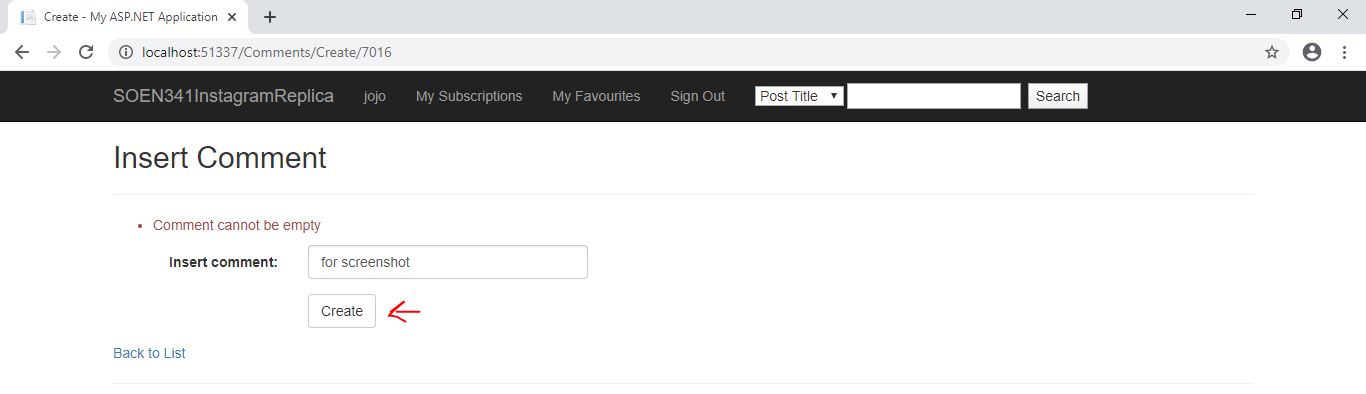 Create - My ASP.NET Application
localhost:51337/Comments/Create/7016
SOEN341InstagramReplica jojo My Subscriptions My Favourites Sign Out Post Title Search
Insert Comment
Comment cannot be empty
Insert comment: for screenshot
Create
Back to List